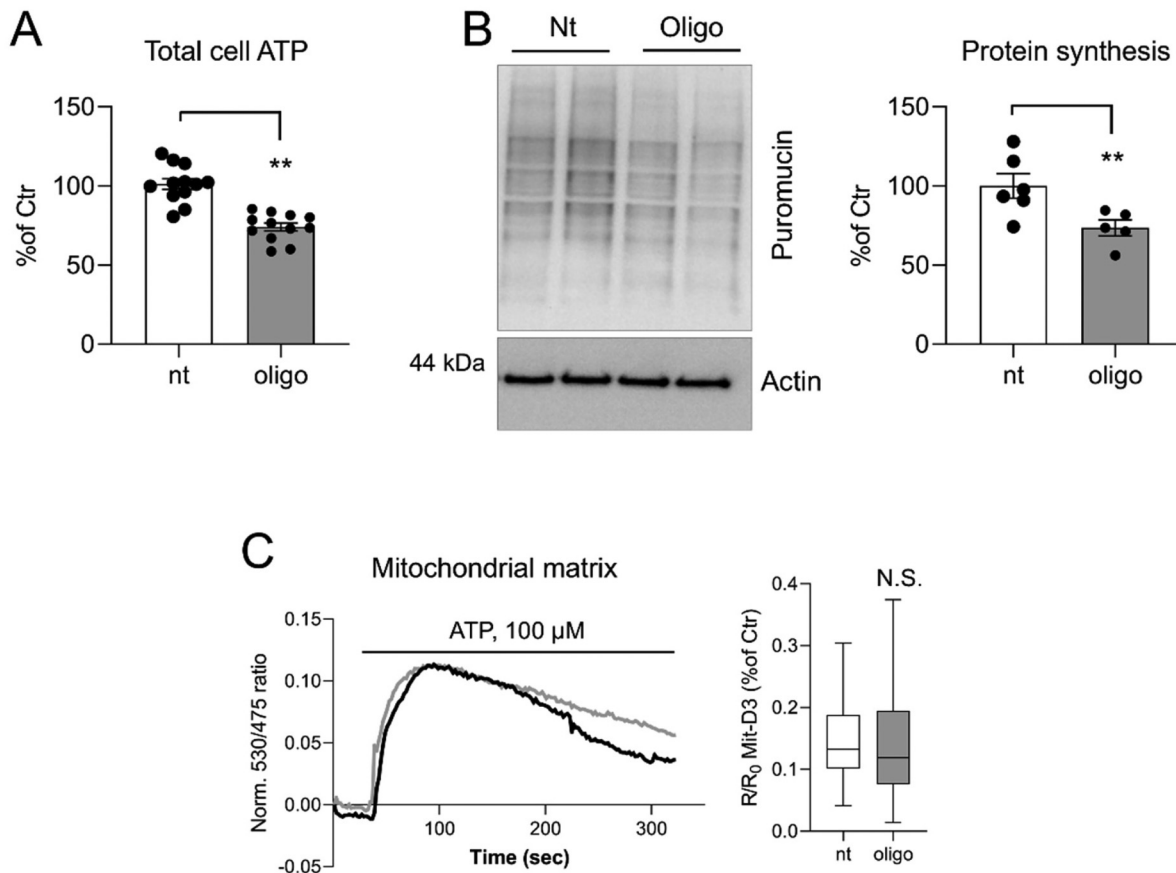 A
Total cell ATP
%of Ctr
150
100
50
0
**
nt
oligo
B
Nt
Oligo
Puromucin
44 kDa
Actin
Protein synthesis
%of Ctr
150
100
50
0
**
nt
oligo
C
Mitochondrial matrix
Norm. 530/475 ratio
0.15
0.10
0.05
0.00
-0.05
ATP, 100 µM
100
200
300
Time (sec)
N.S.
R/R₀ Mit-D3 (%of Ctr)
0.4
0.3
0.2
0.1
0.0
nt
oligo